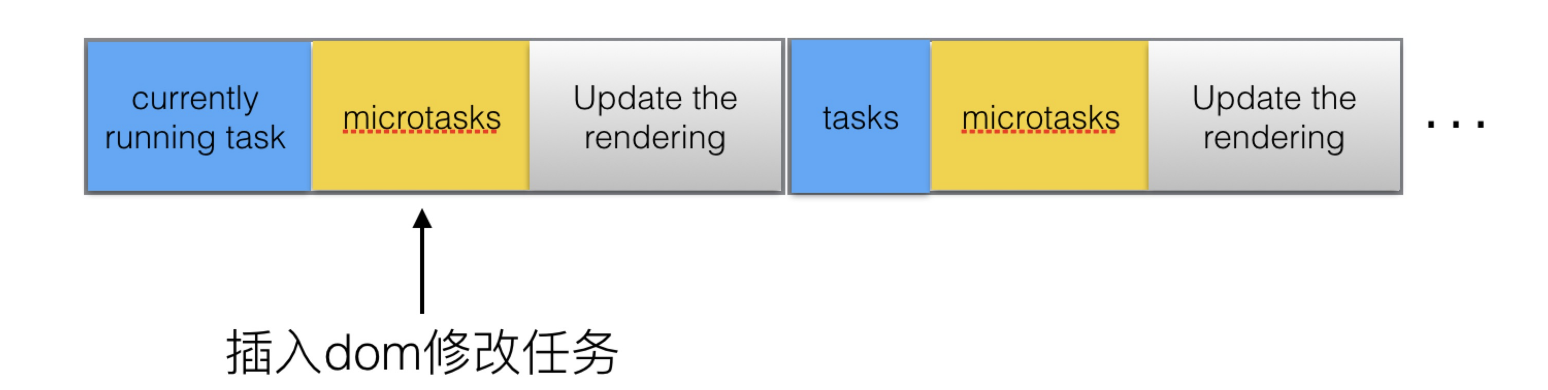 currently
running task
microtasks
Update the
rendering
tasks
microtasks
Update the
rendering
...
插入dom修改任务